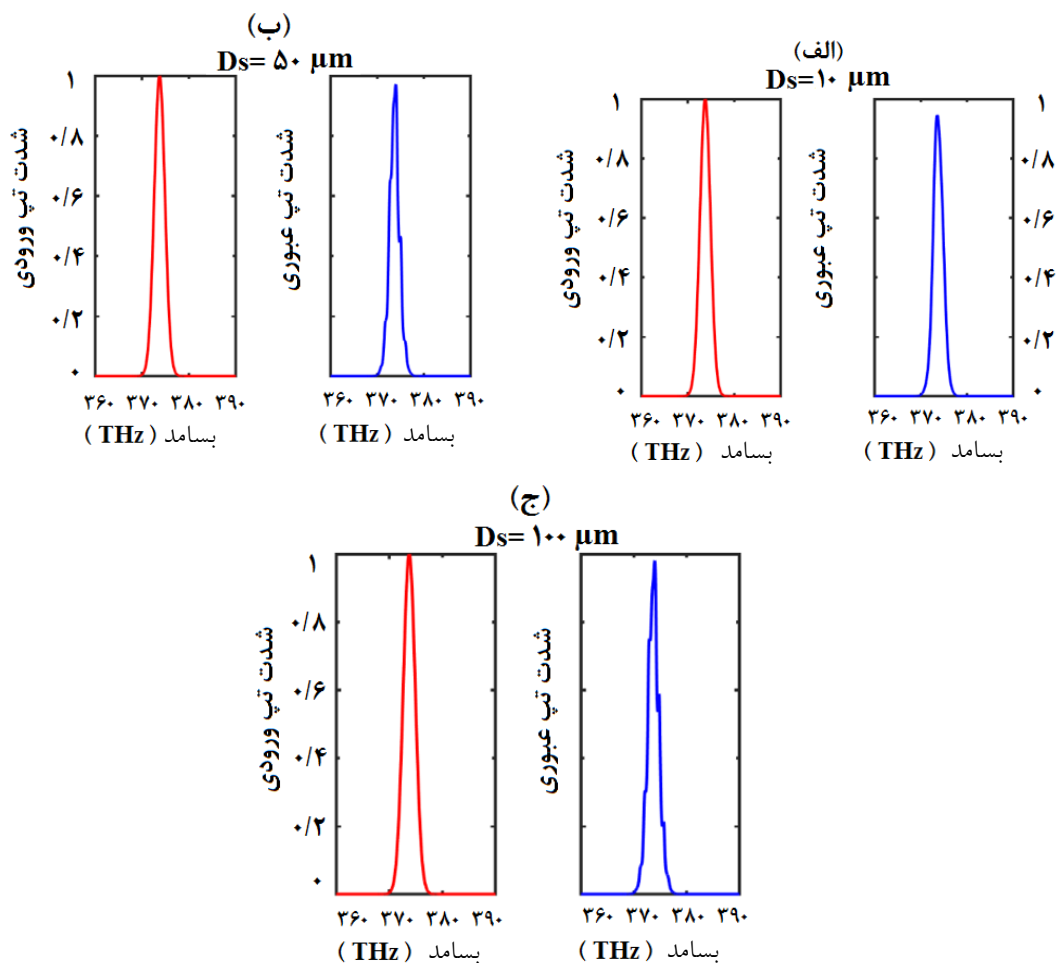 (الف)
Ds=۱۰ µm
شدت تپ ورودی
۱
۰/۸
۰/۶
۰/۴
۰/۲
۰
۳۶۰ ۳۷۰ ۳۸۰ ۳۹۰
بسامد (THz)
شدت تپ عبوری
۱
۰/۸
۰/۶
۰/۴
۰/۲
۰
۳۶۰ ۳۷۰ ۳۸۰ ۳۹۰
بسامد (THz)
(ب)
Ds= ۵۰ µm
شدت تپ ورودی
۱
۰/۸
۰/۶
۰/۴
۰/۲
۰
۳۶۰ ۳۷۰ ۳۸۰ ۳۹۰
بسامد (THz)
شدت تپ عبوری
۳۶۰ ۳۷۰ ۳۸۰ ۳۹۰
بسامد (THz)
(ج)
Ds= ۱۰۰ µm
شدت تپ ورودی
۱
۰/۸
۰/۶
۰/۴
۰/۲
۰
۳۶۰ ۳۷۰ ۳۸۰ ۳۹۰
بسامد (THz)
شدت تپ عبوری
۳۶۰ ۳۷۰ ۳۸۰ ۳۹۰
بسامد (THz)